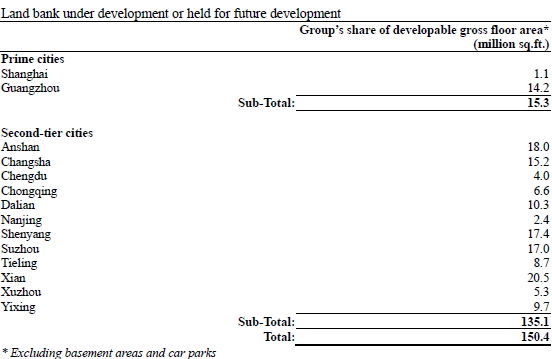 Land bank under development or held for future development
Group's share of developable gross floor area*
(million sq.ft.)
Prime cities
Shanghai 1.1
Guangzhou 14.2
Sub-Total: 15.3
Second-tier cities
Anshan 18.0
Changsha 15.2
Chengdu 4.0
Chongqing 6.6
Dalian 10.3
Nanjing 2.4
Shenyang 17.4
Suzhou 17.0
Tieling 8.7
Xian 20.5
Xuzhou 5.3
Yixing 9.7
Sub-Total: 135.1
Total: 150.4
* Excluding basement areas and car parks